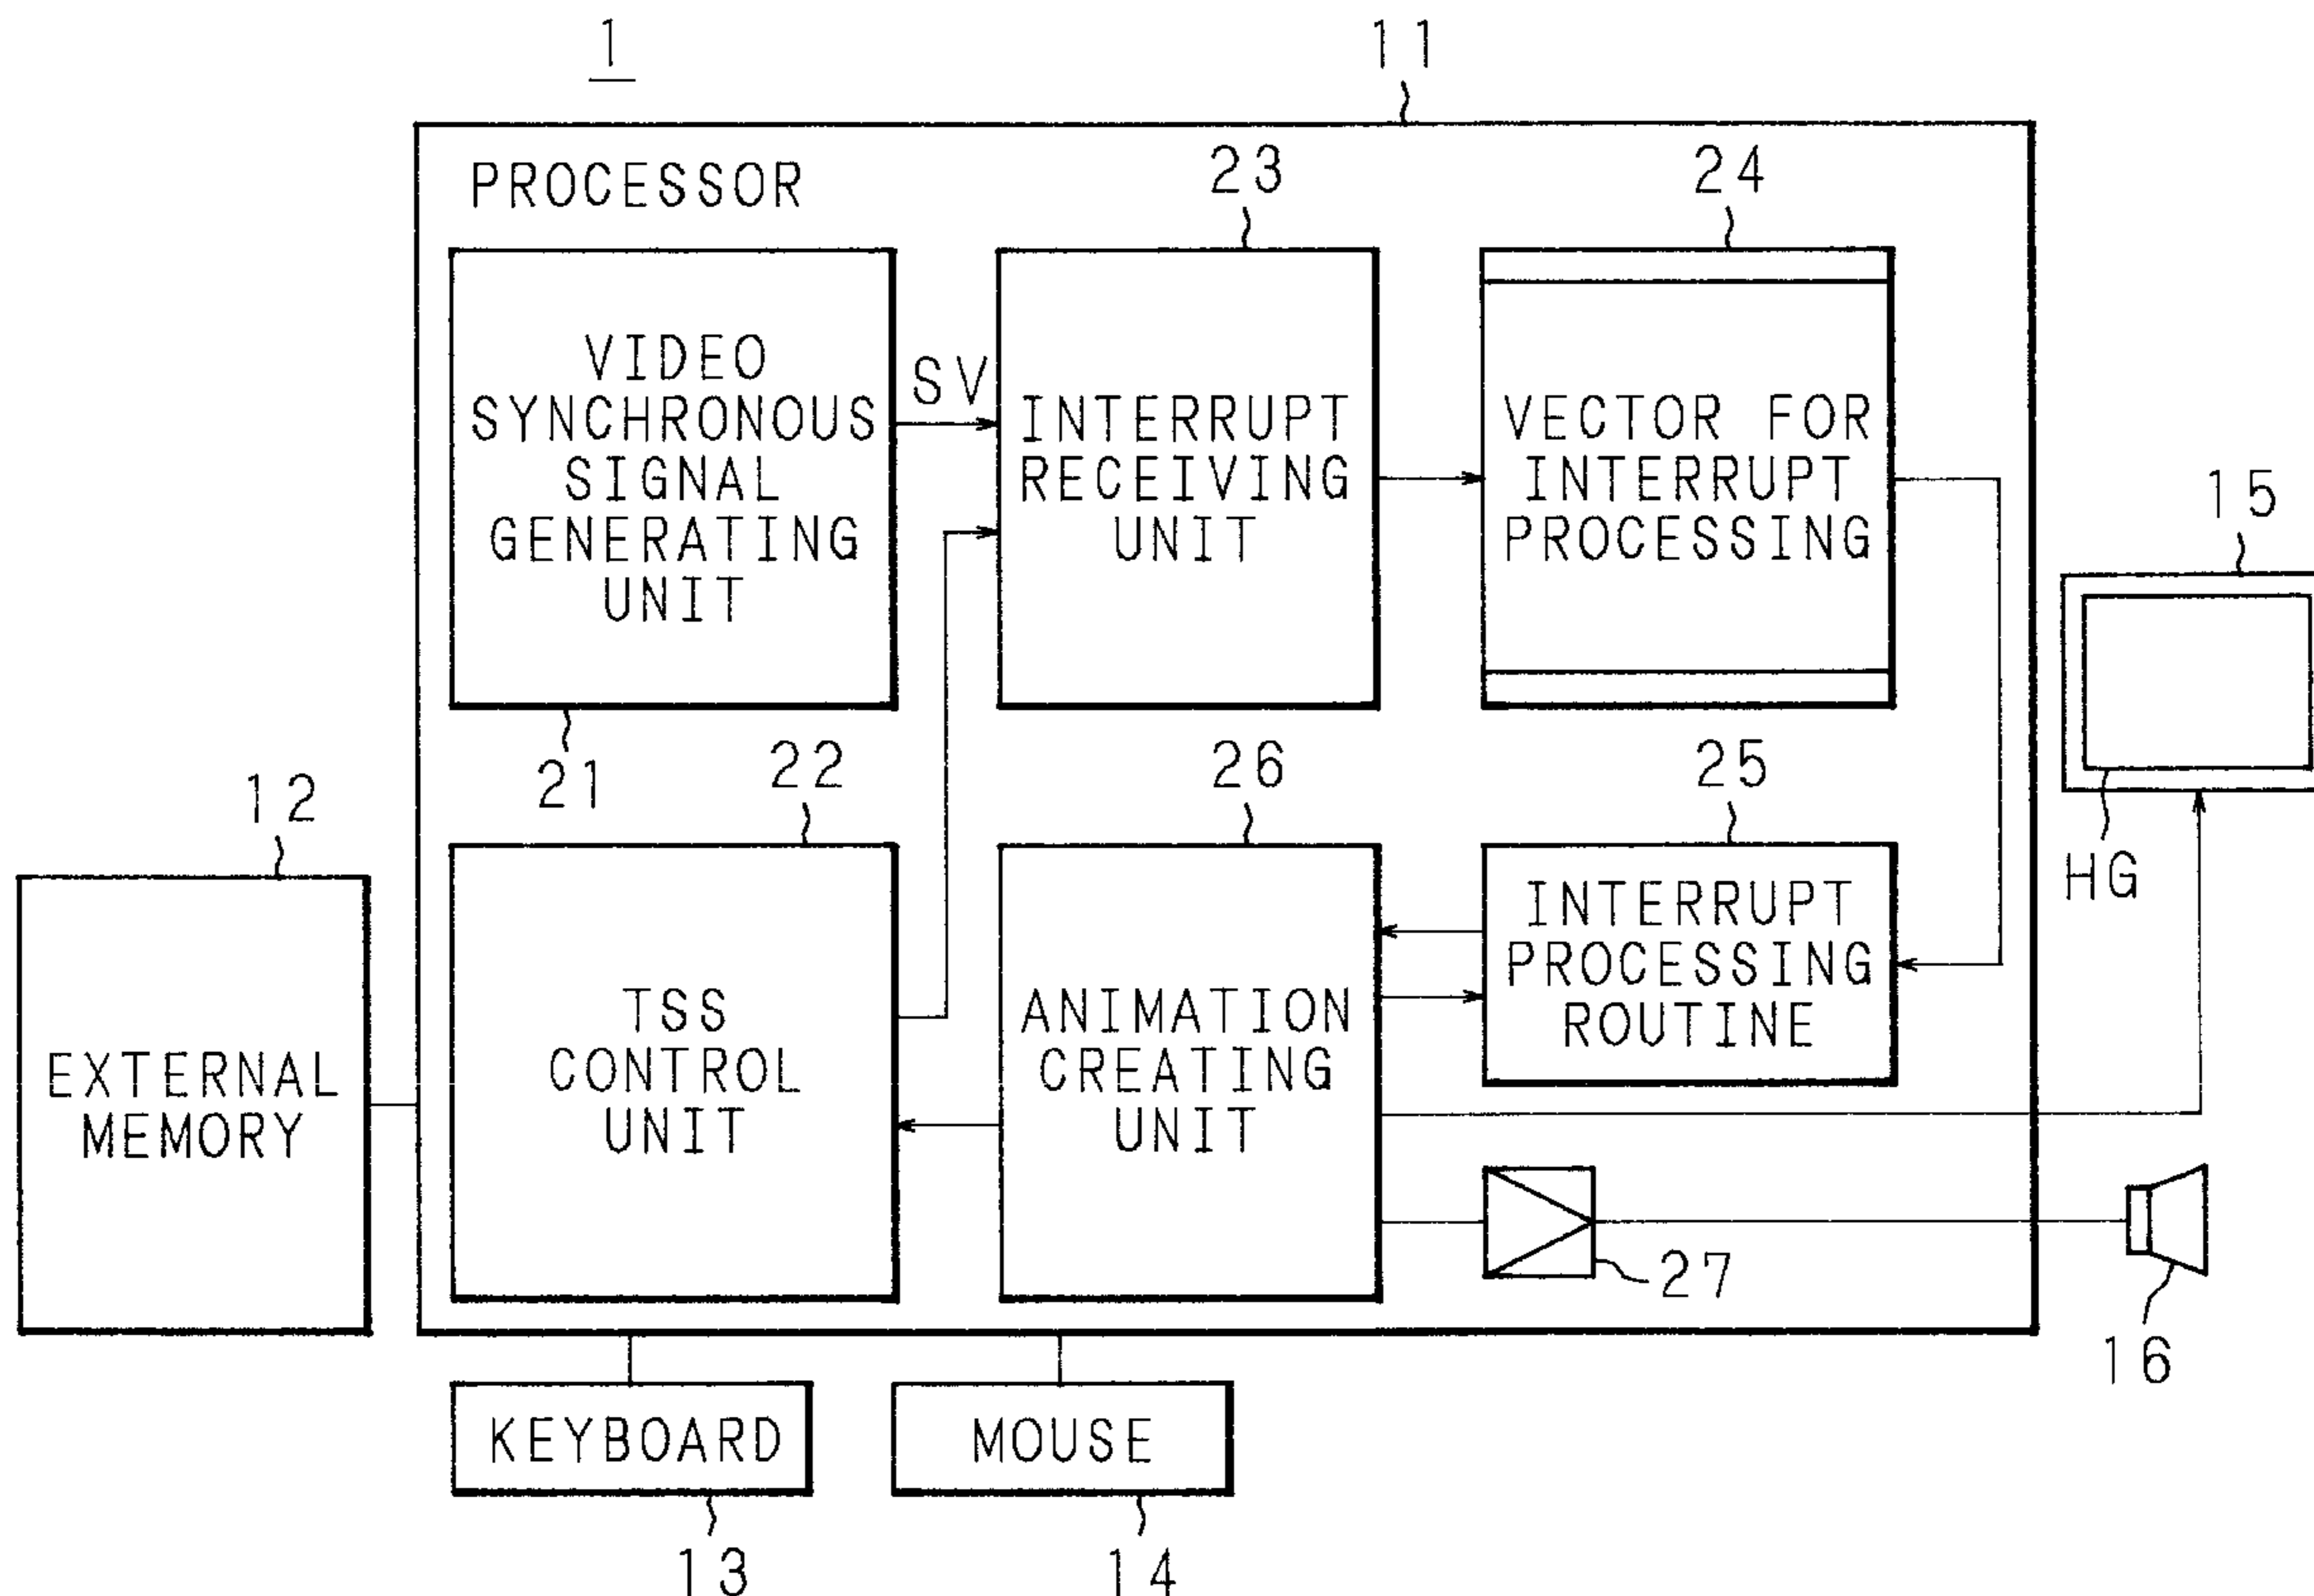 1
11
PROCESSOR
23
24
VIDEO
SYNCHRONOUS
SIGNAL
GENERATING
UNIT
SV
INTERRUPT
RECEIVING
UNIT
VECTOR FOR
INTERRUPT
PROCESSING
15
21
22
26
25
12
HG
EXTERNAL
MEMORY
TSS
CONTROL
UNIT
ANIMATION
CREATING
UNIT
INTERRUPT
PROCESSING
ROUTINE
27
16
KEYBOARD
MOUSE
13
14